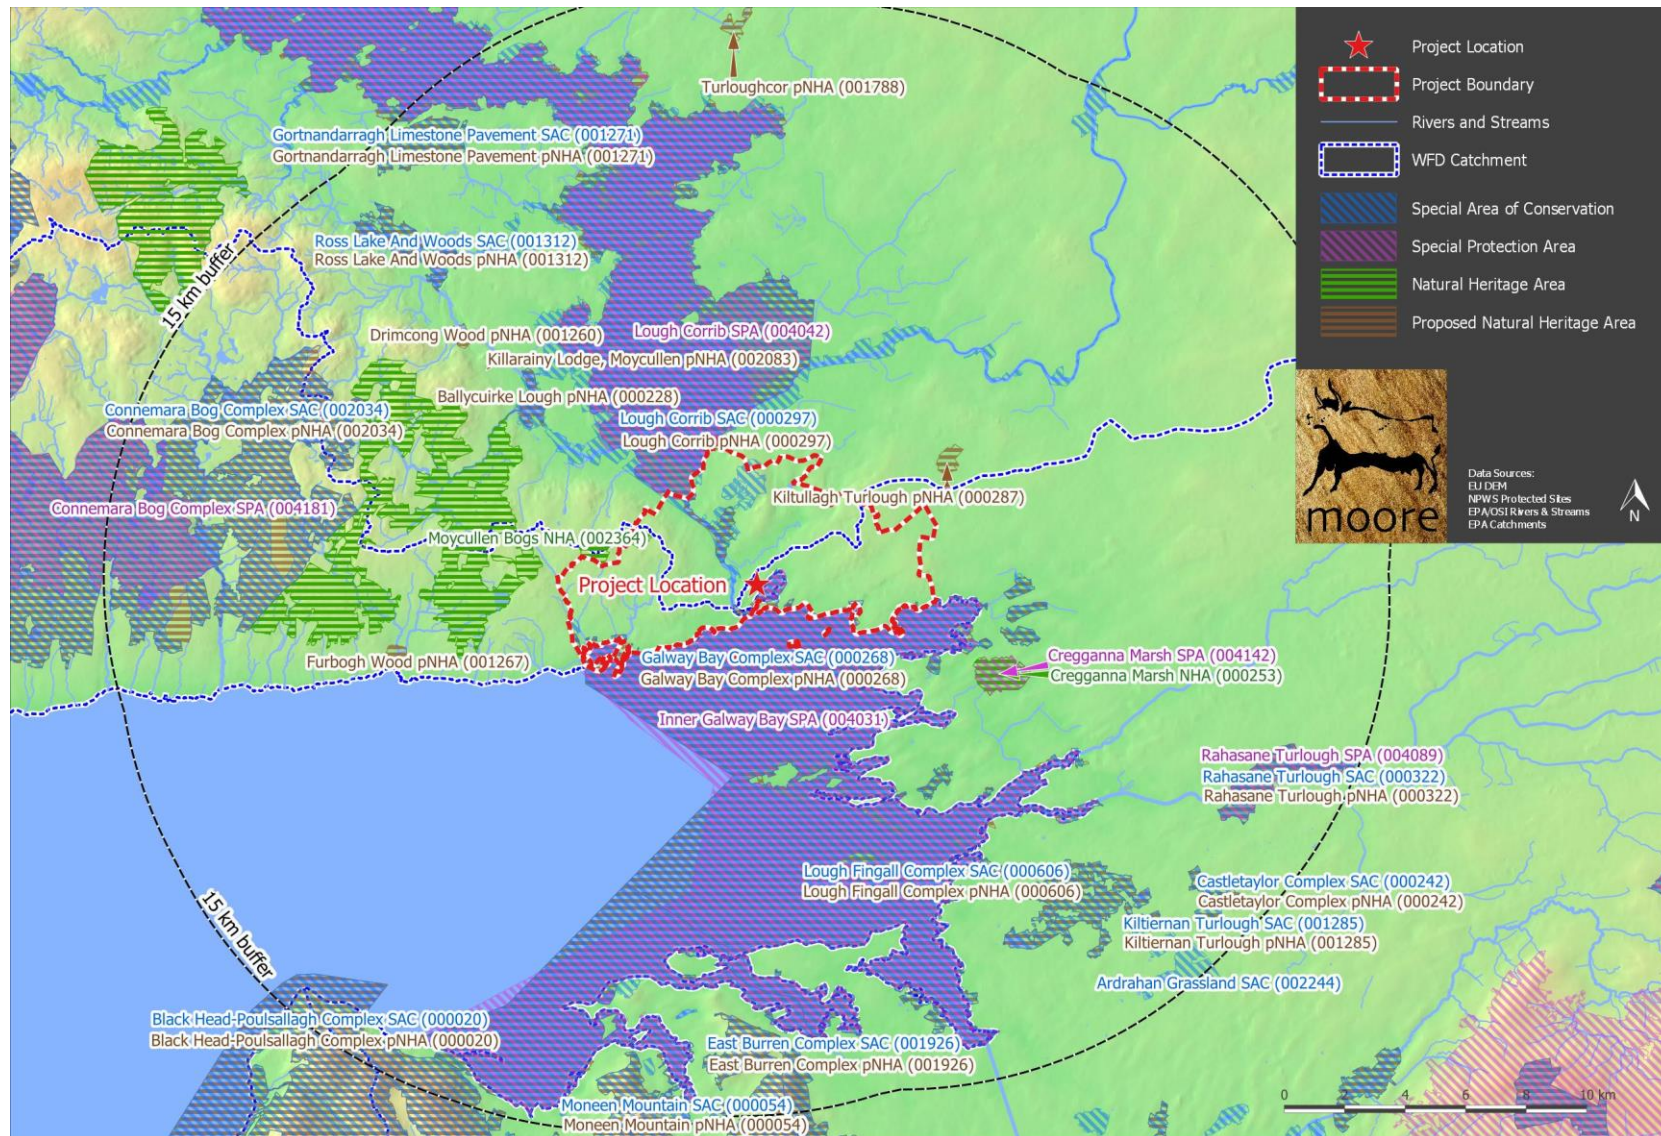 Turloughcor pNHA (001788)
Gortnandarragh Limestone Pavement SAC (001271)
Gortnandarragh Limestone Pavement pNHA (001271)
Ross Lake And Woods SAC (001312)
Ross Lake And Woods pNHA (001312)
15 km buffer
Drimcong Wood pNHA (001260)
Lough Corrib SPA (004042)
Killarainy Lodge, Moycullen pNHA (002083)
Ballycuirke Lough pNHA (000228)
Connemara Bog Complex SAC (002034)
Connemara Bog Complex pNHA (002034)
Lough Corrib SAC (000297)
Lough Corrib pNHA (000297)
Kiltullagh Turlough pNHA (000287)
Connemara Bog Complex SPA (004181)
Moycullen Bogs NHA (002364)
Project Location
Furbogh Wood pNHA (001267)
Galway Bay Complex SAC (000268)
Galway Bay Complex pNHA (000268)
Cregganna Marsh SPA (004142)
Cregganna Marsh NHA (000253)
Inner Galway Bay SPA (004031)
Rahasane Turlough SPA (004089)
Rahasane Turlough SAC (000322)
Rahasane Turlough pNHA (000322)
Lough Fingall Complex SAC (000606)
Lough Fingall Complex pNHA (000606)
Castletaylor Complex SAC (000242)
Castletaylor Complex pNHA (000242)
Kiltiernan Turlough SAC (001285)
Kiltiernan Turlough pNHA (001285)
15 km buffer
Ardrahan Grassland SAC (002244)
Black Head-Poulsallagh Complex SAC (000020)
Black Head-Poulsallagh Complex pNHA (000020)
East Burren Complex SAC (001926)
East Burren Complex pNHA (001926)
Moneen Mountain SAC (000054)
Moneen Mountain pNHA (000054)
0 2 4 6 8 10 km
Project Location
Project Boundary
Rivers and Streams
WFD Catchment
Special Area of Conservation
Special Protection Area
Natural Heritage Area
Proposed Natural Heritage Area
moore
Data Sources:
EU DEM
NPWS Protected Sites
EPA/OSI Rivers & Streams
EPA Catchments
N